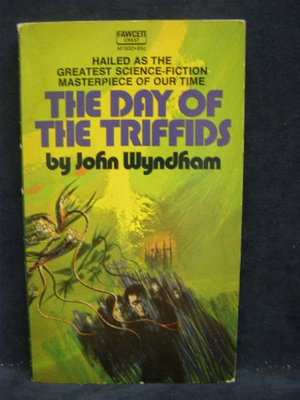 FAWCETT
CREST
HAILED AS THE
GREATEST SCIENCE-FICTION
MASTERPIECE OF OUR TIME
THE DAY OF
THE TRIFFIDS
by John Wyndham